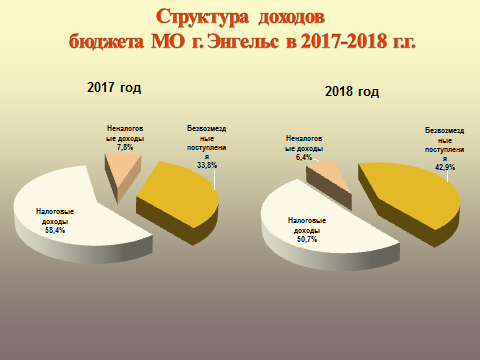 Структура доходов
бюджета МО г. Энгельс в 2017-2018 г.г.
2017 год
Неналогов
ые доходы
7,8%
Безвозмезд
ные
поступлени
я
33,8%
Налоговые
доходы
58,4%
2018 год
Неналогов
ые доходы
6,4%
Безвозмезд
ные
поступлени
я
42,9%
Налоговые
доходы
50,7%